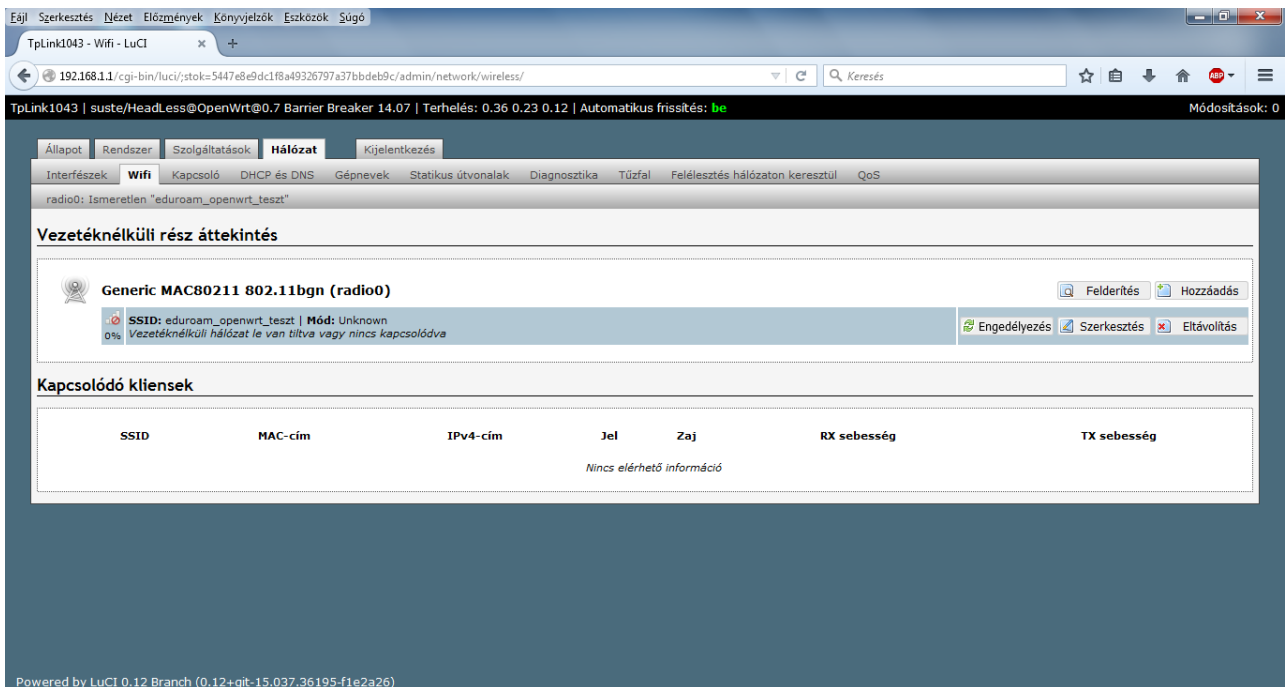 Fájl Szerkesztés Nézet Előzmények Könyvjelzők Eszközök Súgó
TpLink1043 - Wifi - LuCI
192.168.1.1/cgi-bin/luci/;stok=5447e8e9dc1f8a49326797a37bbdeb9c/admin/network/wireless/
Keresés
ABP
TpLink1043 | suste/HeadLess@OpenWrt@0.7 Barrier Breaker 14.07 | Terhelés: 0.36 0.23 0.12 | Automatikus frissítés: be
Módosítások: 0
Állapot Rendszer Szolgáltatások Hálózat Kijelentkezés
Interfészek Wifi Kapcsoló DHCP és DNS Gépnevek Statikus útvonalak Diagnosztika Tűzfal Felélesztés hálózaton keresztül QoS
radio0: Ismeretlen "eduroam_openwrt_teszt"
Vezetéknélküli rész áttekintés
Generic MAC80211 802.11bgn (radio0)
Felderítés Hozzáadás
SSID: eduroam_openwrt_teszt | Mód: Unknown
0% Vezetéknélküli hálózat le van tiltva vagy nincs kapcsolódva
Engedélyezés Szerkesztés Eltávolítás
Kapcsolódó kliensek
SSID MAC-cím IPv4-cím Jel Zaj RX sebesség TX sebesség
Nincs elérhető információ
Powered by LuCI 0.12 Branch (0.12+git-15.037.36195-f1e2a26)